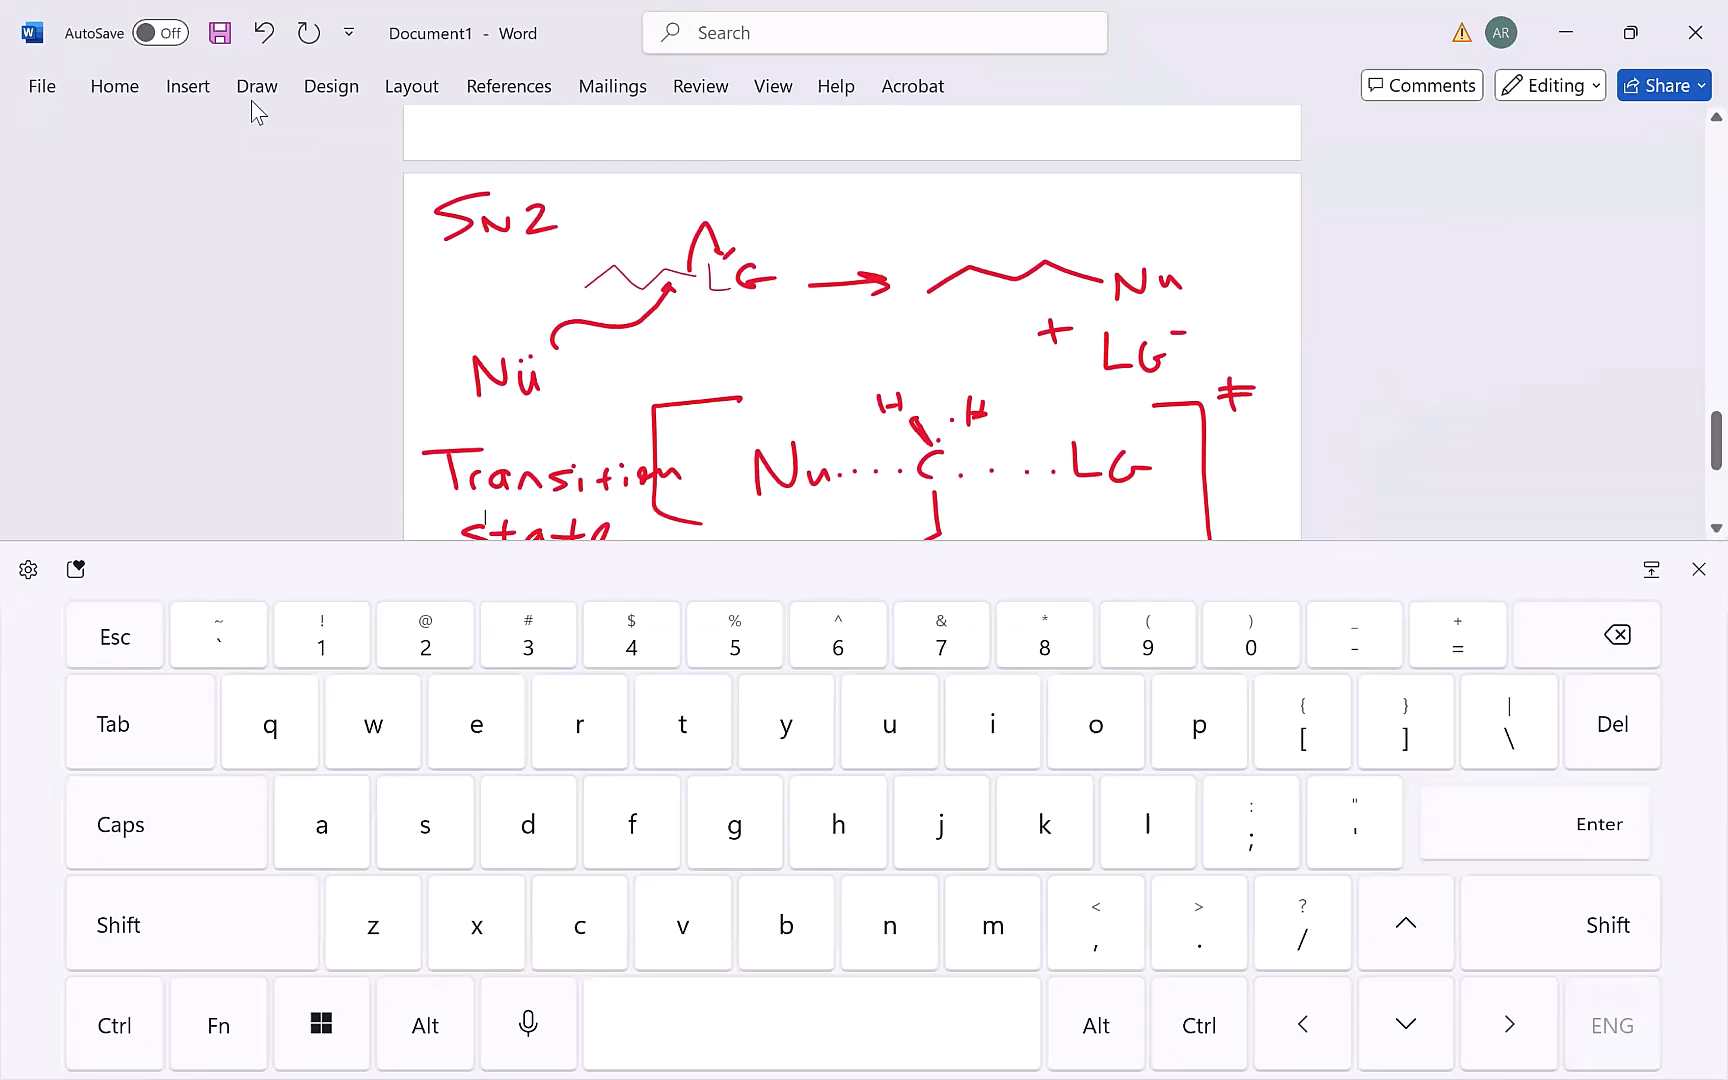 AutoSave Off Document1 - Word Search AR
File Home Insert Draw Design Layout References Mailings Review View Help Acrobat Comments Editing Share
SN2
LG → Nu
+ LG⁻
Nü
H H ‡
Transition [ Nu....C....LG ]
state
Esc ~ ` ! 1 @ 2 # 3 $ 4 % 5 ^ 6 & 7 * 8 ( 9 ) 0 _ - + =
Tab q w e r t y u i o p { [ } ] | \ Del
Caps a s d f g h j k l : ; " ' Enter
Shift z x c v b n m < , > . ? / Shift
Ctrl Fn Alt Alt Ctrl ENG